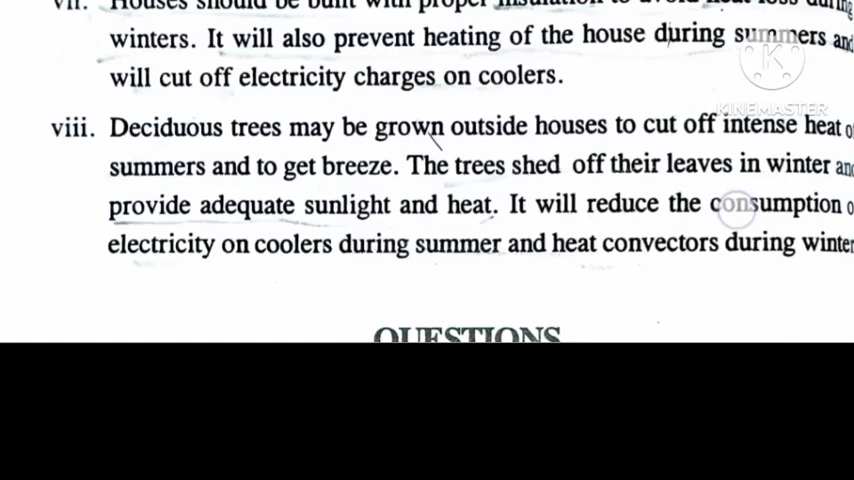 vii. Houses should be built with proper insulation to avoid heat loss during
winters. It will also prevent heating of the house during summers and
will cut off electricity charges on coolers.
KINEMASTER
viii. Deciduous trees may be grown outside houses to cut off intense heat o
summers and to get breeze. The trees shed off their leaves in winter and
provide adequate sunlight and heat. It will reduce the consumption o
electricity on coolers during summer and heat convectors during winter
QUESTIONS